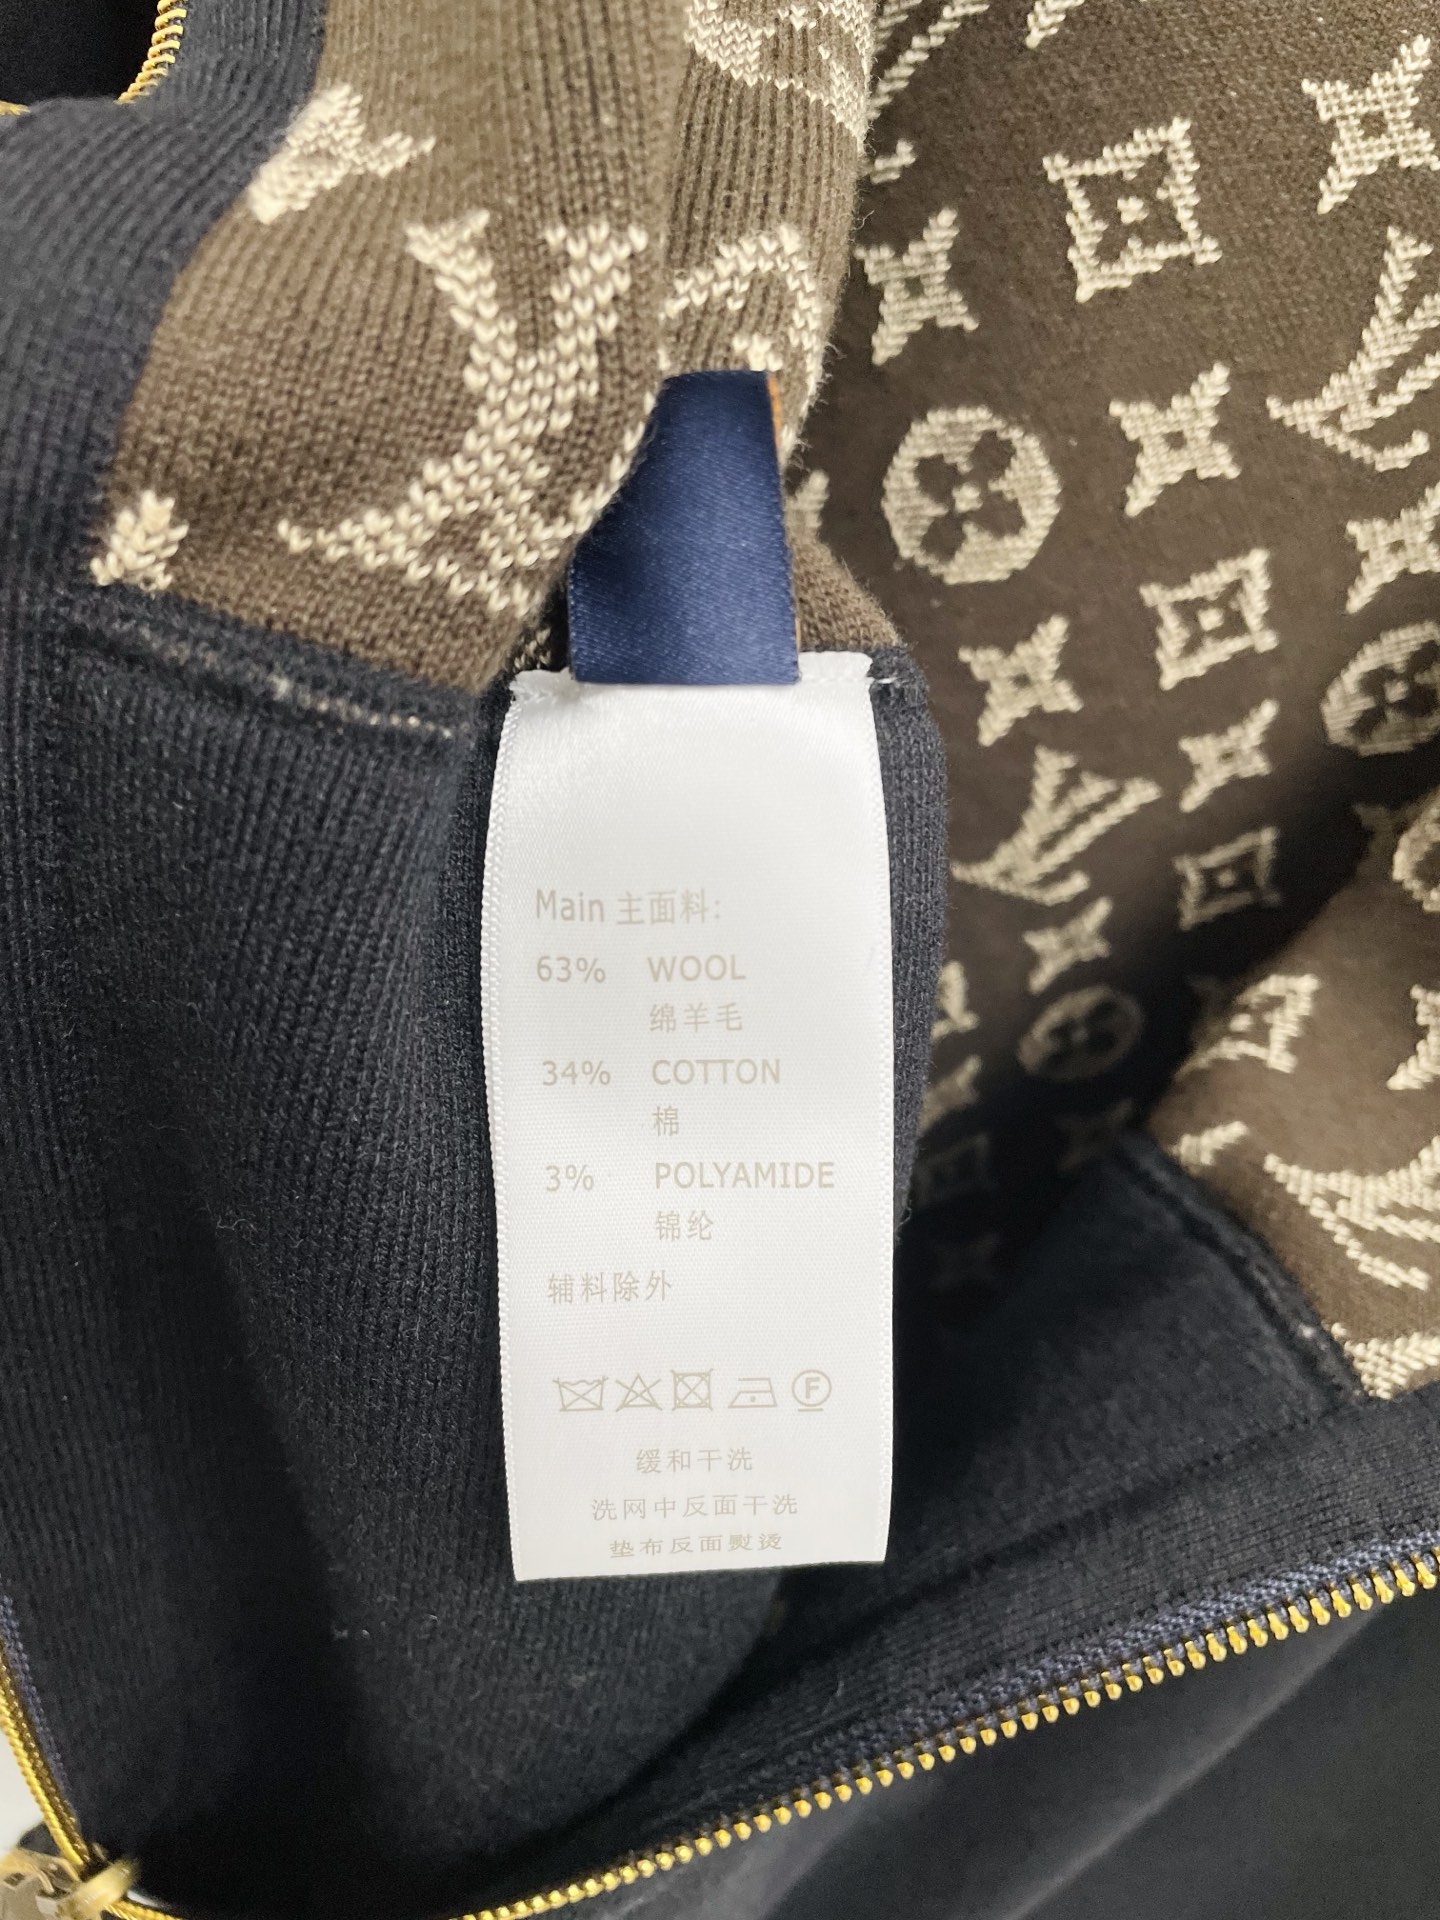 Main 主面料:
63% WOOL
绵羊毛
34% COTTON
棉
3% POLYAMIDE
锦纶
辅料除外
F
缓和干洗
洗网中反面干洗
垫布反面熨烫